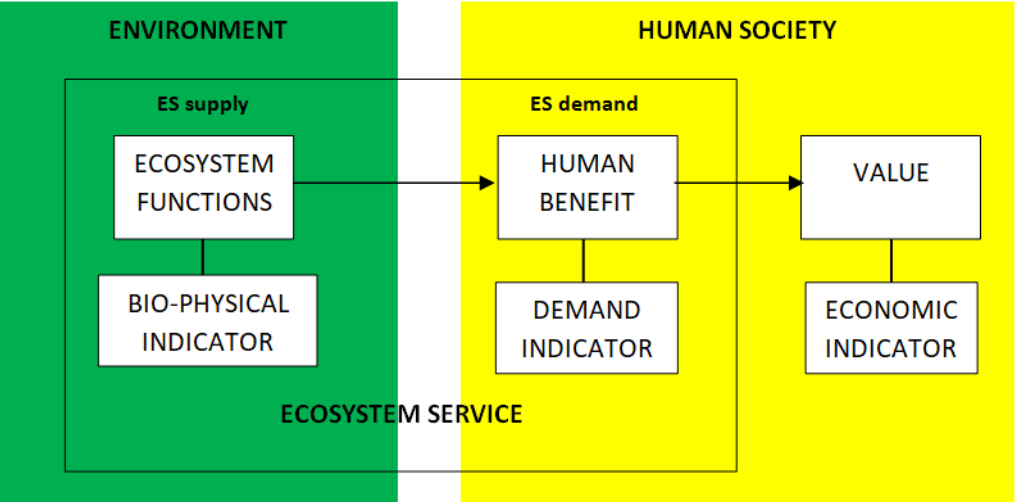 ENVIRONMENT
HUMAN SOCIETY
ES supply
ES demand
ECOSYSTEM
FUNCTIONS
HUMAN
BENEFIT
VALUE
BIO-PHYSICAL
INDICATOR
DEMAND
INDICATOR
ECONOMIC
INDICATOR
ECOSYSTEM SERVICE